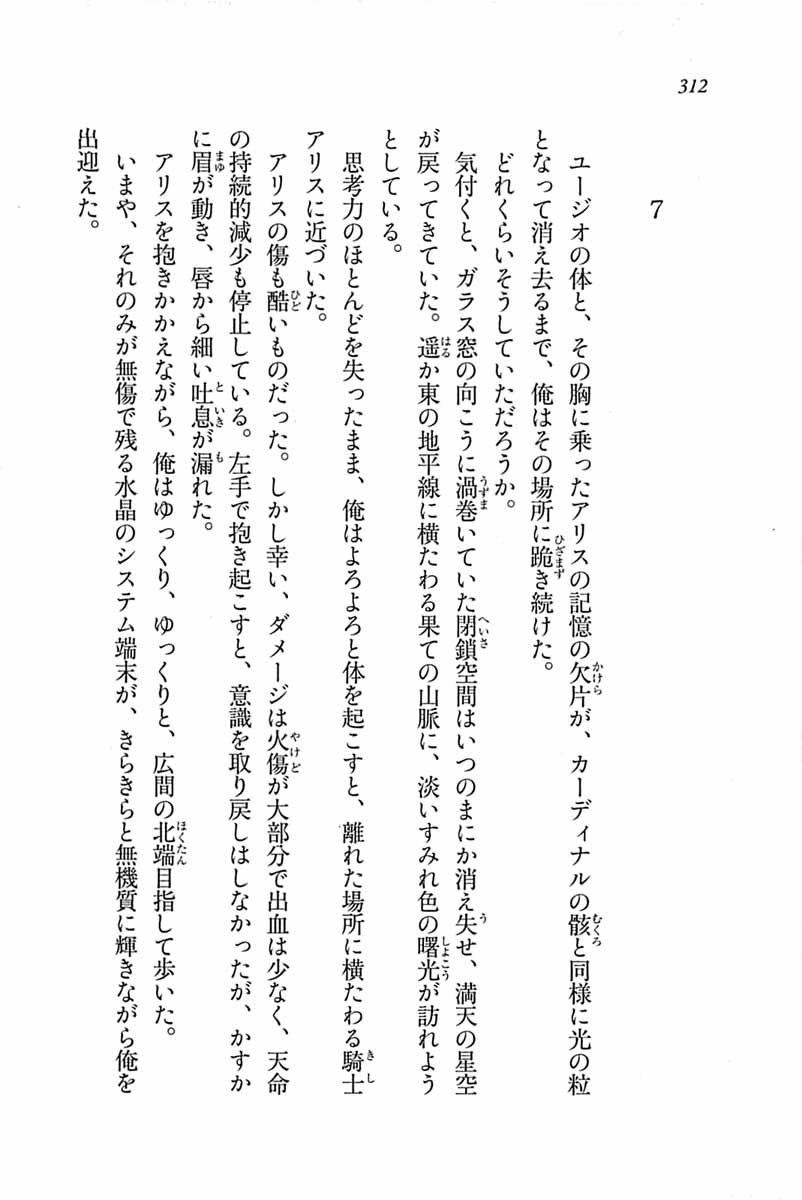 312
7
　ユージオの体と、その胸に乗ったアリスの記憶の欠片が、カーディナルの骸と同様に光の粒
となって消え去るまで、俺はその場所に跪き続けた。
　どれくらいそうしていただろうか。
　気付くと、ガラス窓の向こうに渦巻いていた閉鎖空間はいつのまにか消え失せ、満天の星空
が戻ってきていた。遥か東の地平線に横たわる果ての山脈に、淡いすみれ色の曙光が訪れよう
としている。
　思考力のほとんどを失ったまま、俺はよろよろと体を起こすと、離れた場所に横たわる騎士
アリスに近づいた。
　アリスの傷も酷いものだった。しかし幸い、ダメージは火傷が大部分で出血は少なく、天命
の持続的減少も停止している。左手で抱き起こすと、意識を取り戻しはしなかったが、かすか
に眉が動き、唇から細い吐息が漏れた。
　アリスを抱きかかえながら、俺はゆっくり、ゆっくりと、広間の北端目指して歩いた。
　いまや、それのみが無傷で残る水晶のシステム端末が、きらきらと無機質に輝きながら俺を
出迎えた。